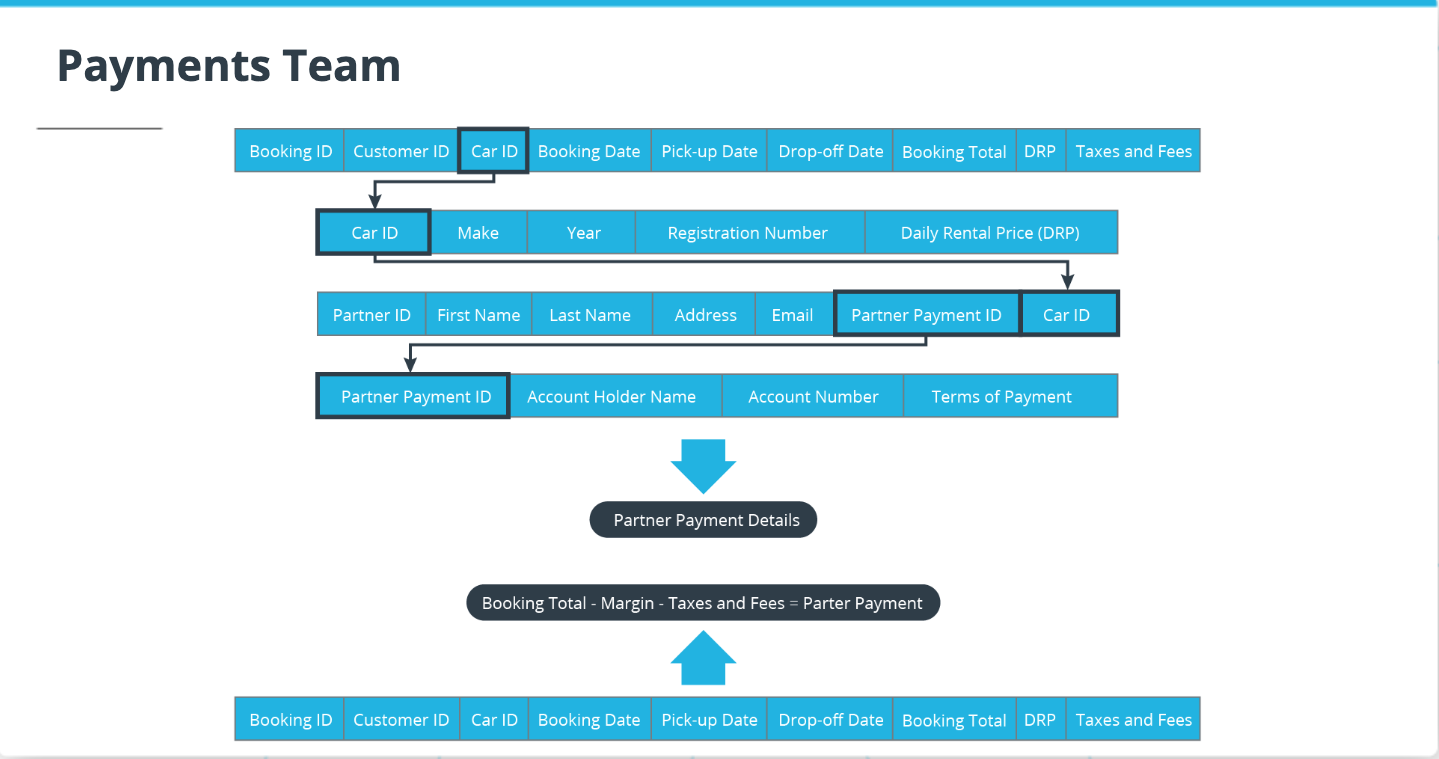 Payments Team
Booking ID Customer ID Car ID Booking Date Pick-up Date Drop-off Date Booking Total DRP Taxes and Fees
Car ID Make Year Registration Number Daily Rental Price (DRP)
Partner ID First Name Last Name Address Email Partner Payment ID Car ID
Partner Payment ID Account Holder Name Account Number Terms of Payment
Partner Payment Details
Booking Total - Margin - Taxes and Fees = Parter Payment
Booking ID Customer ID Car ID Booking Date Pick-up Date Drop-off Date Booking Total DRP Taxes and Fees